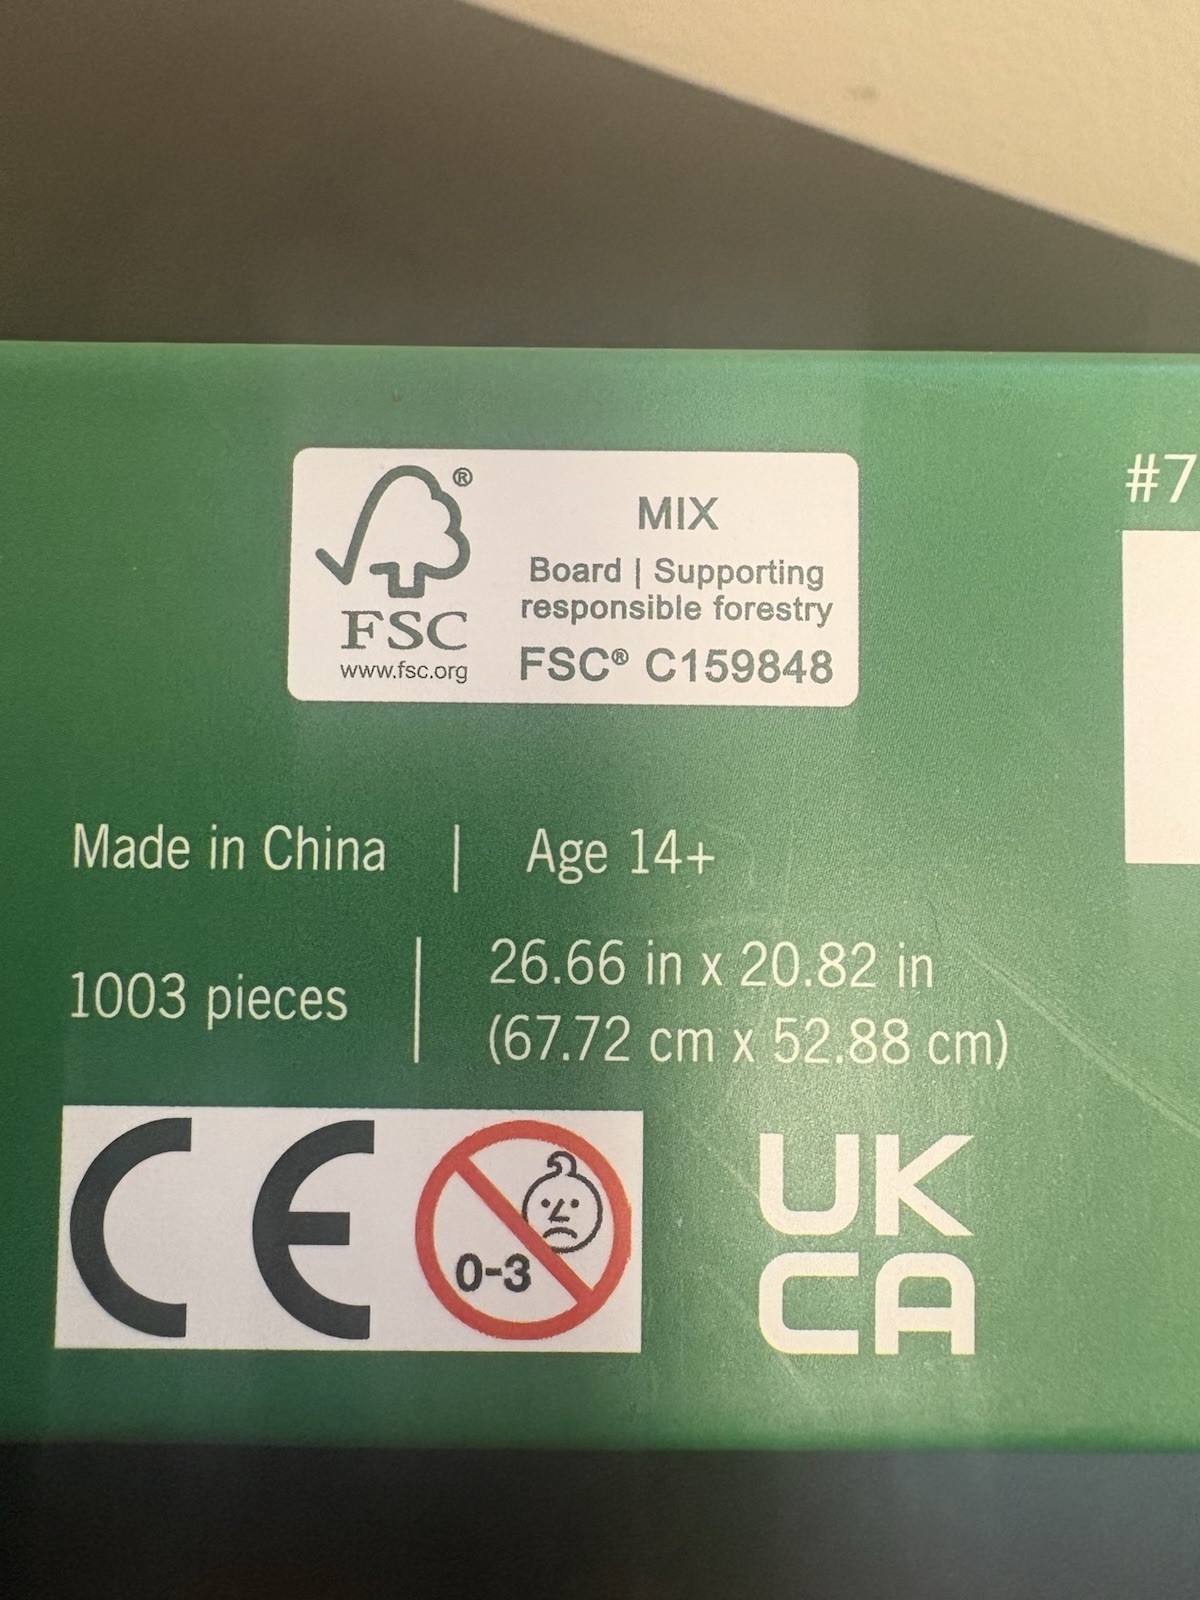 ®
FSC
www.fsc.org
MIX
Board | Supporting
responsible forestry
FSC® C159848
#7
Made in China | Age 14+
1003 pieces | 26.66 in x 20.82 in
(67.72 cm x 52.88 cm)
CE
0-3
UK
CA